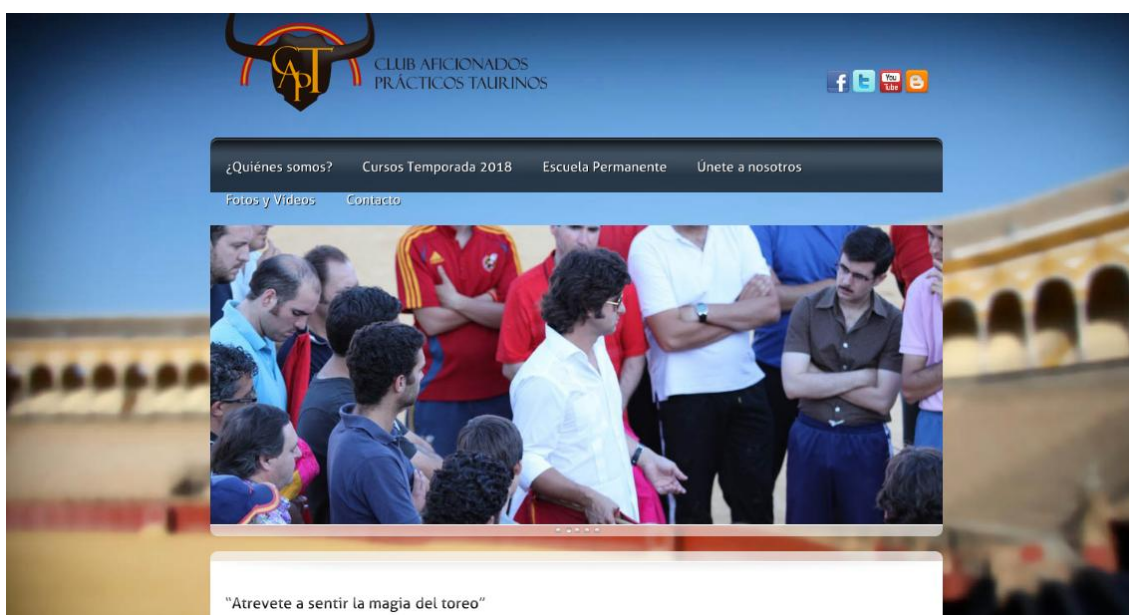 CAPT
CLUB AFICIONADOS
PRÁCTICOS TAURINOS
f t You Tube B
¿Quiénes somos? Cursos Temporada 2018 Escuela Permanente Únete a nosotros
Fotos y Videos Contacto
“Atrevete a sentir la magia del toreo”